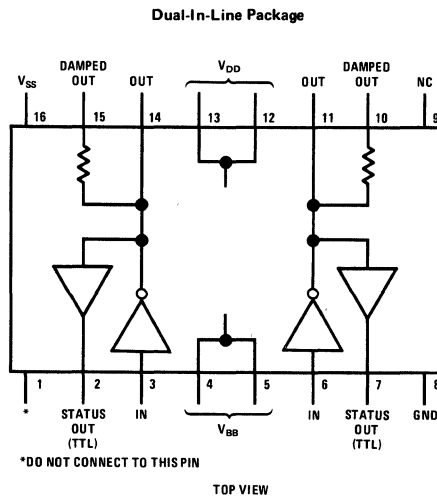 Dual-In-Line Package
DAMPED
OUT
OUT
VDD
OUT
DAMPED
OUT
NC
VSS
16
15
14
13
12
11
10
9
1
2
3
4
5
6
7
8
*
STATUS
OUT
(TTL)
IN
VBB
IN
STATUS
OUT
(TTL)
GND
*DO NOT CONNECT TO THIS PIN
TOP VIEW